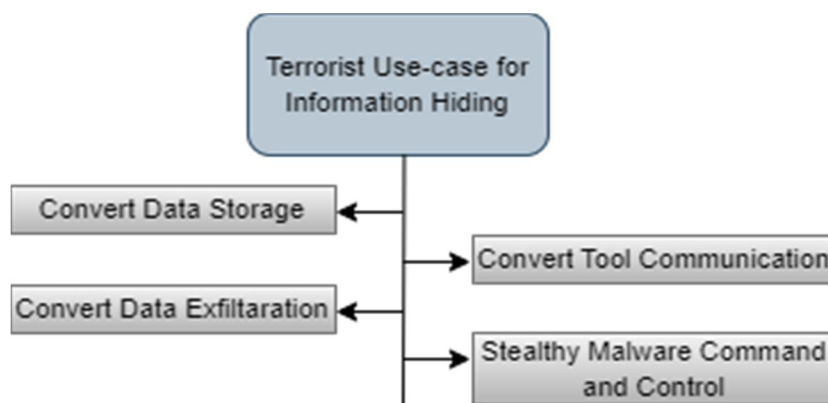 Terrorist Use-case for
Information Hiding
Convert Data Storage
Convert Tool Communication
Convert Data Exfiltaration
Stealthy Malware Command
and Control